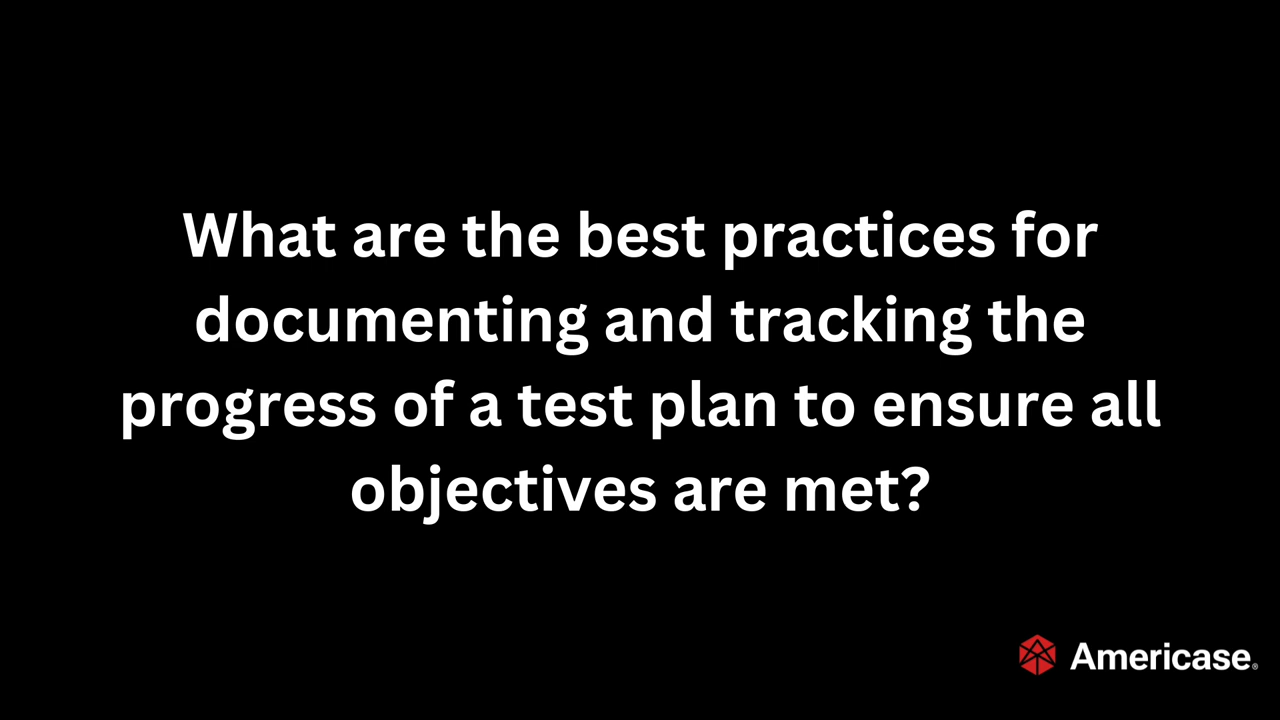 What are the best practices for
documenting and tracking the
progress of a test plan to ensure all
objectives are met?
Americase®